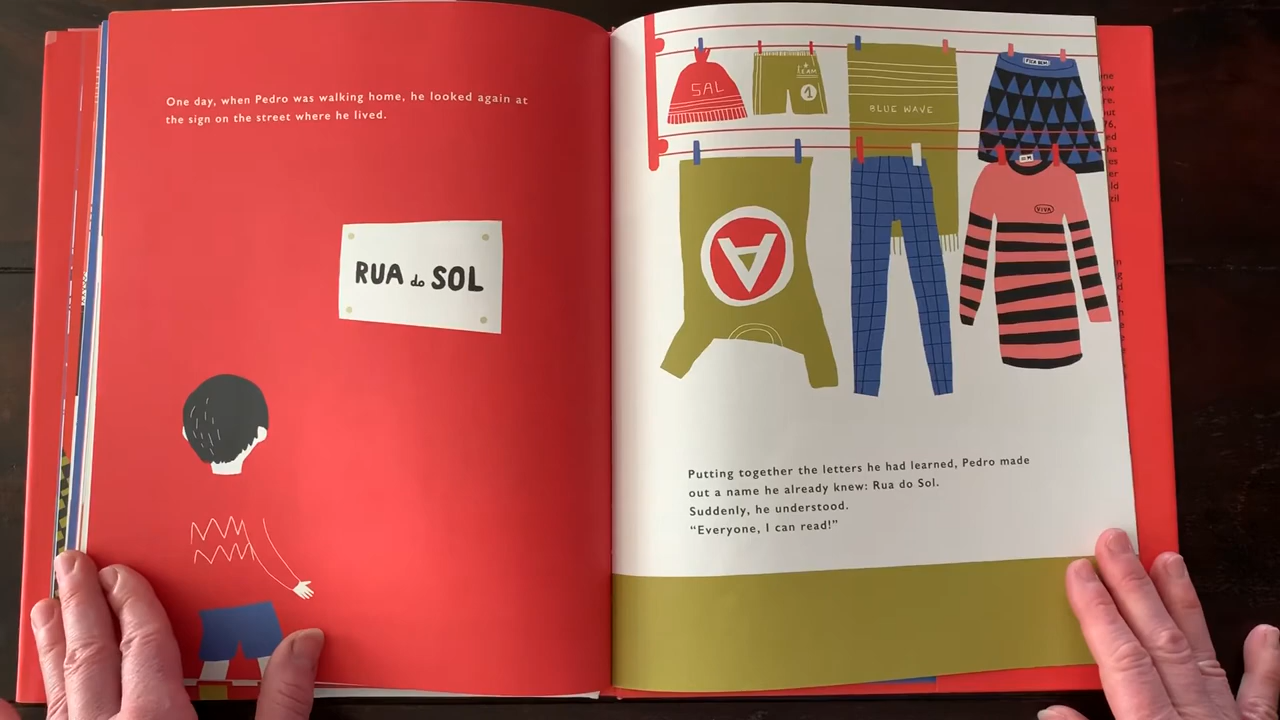 One day, when Pedro was walking home, he looked again at
the sign on the street where he lived.
RUA do SOL
SAL
TEAM
1
BLUE WAVE
A
VIVA
Putting together the letters he had learned, Pedro made
out a name he already knew: Rua do Sol.
Suddenly, he understood.
“Everyone, I can read!”